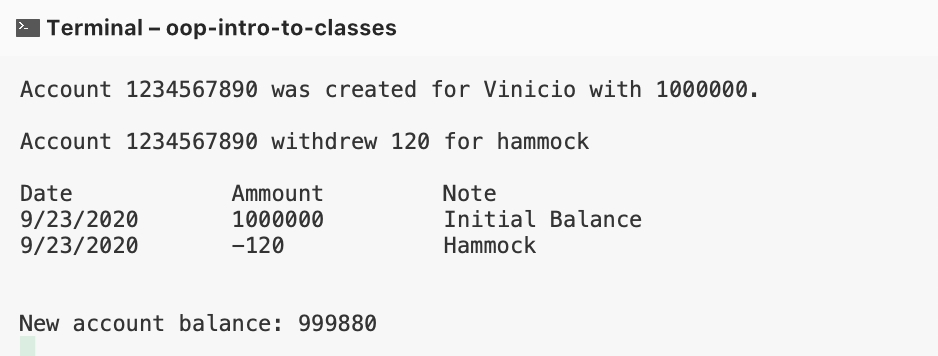 Terminal – oop-intro-to-classes
Account 1234567890 was created for Vinicio with 1000000.
Account 1234567890 withdrew 120 for hammock
Date Ammount Note
9/23/2020 1000000 Initial Balance
9/23/2020 -120 Hammock
New account balance: 999880